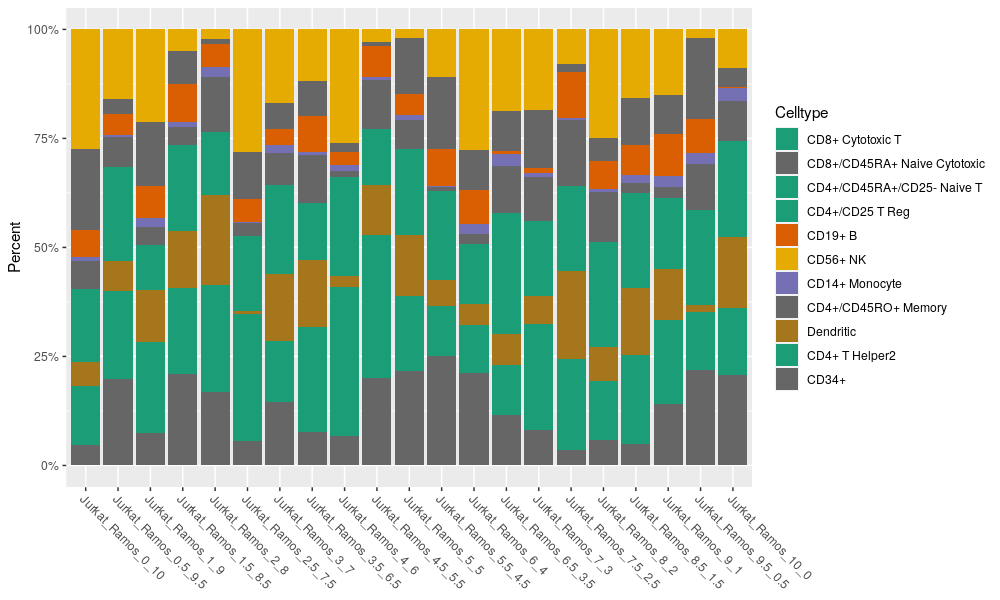 100%
75%
50%
25%
0%
Percent
Jurkat_Ramos_0_10
Jurkat_Ramos_0.5_9.5
Jurkat_Ramos_1_9
Jurkat_Ramos_1.5_8.5
Jurkat_Ramos_2_8
Jurkat_Ramos_2.5_7.5
Jurkat_Ramos_3_7
Jurkat_Ramos_3.5_6.5
Jurkat_Ramos_4_6
Jurkat_Ramos_4.5_5.5
Jurkat_Ramos_5_5
Jurkat_Ramos_5.5_4.5
Jurkat_Ramos_6_4
Jurkat_Ramos_6.5_3.5
Jurkat_Ramos_7_3
Jurkat_Ramos_7.5_2.5
Jurkat_Ramos_8_2
Jurkat_Ramos_8.5_1.5
Jurkat_Ramos_9_1
Jurkat_Ramos_9.5_0.5
Jurkat_Ramos_10_0
Celltype
CD8+ Cytotoxic T
CD8+/CD45RA+ Naive Cytotoxic
CD4+/CD45RA+/CD25- Naive T
CD4+/CD25 T Reg
CD19+ B
CD56+ NK
CD14+ Monocyte
CD4+/CD45RO+ Memory
Dendritic
CD4+ T Helper2
CD34+